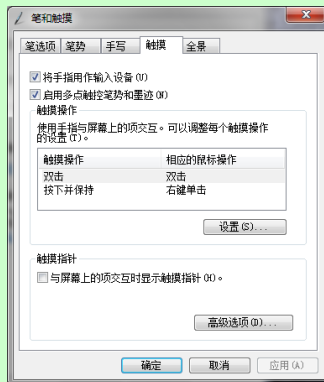 笔和触摸
笔选项 笔势 手写 触摸 全景
将手指用作输入设备(U)
启用多点触控笔势和墨迹(N)
触摸操作
使用手指与屏幕上的项交互。可以调整每个触摸操作
的设置(T)。
触摸操作 相应的鼠标操作
双击 双击
按下并保持 右键单击
设置(S)...
触摸指针
与屏幕上的项交互时显示触摸指针(H)。
高级选项(D)...
确定 取消 应用(A)